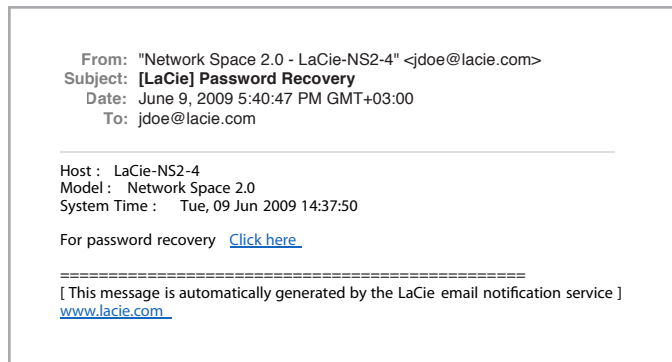 From: "Network Space 2.0 - LaCie-NS2-4" <jdoe@lacie.com>
Subject: [LaCie] Password Recovery
Date: June 9, 2009 5:40:47 PM GMT+03:00
To: jdoe@lacie.com
Host : LaCie-NS2-4
Model : Network Space 2.0
System Time : Tue, 09 Jun 2009 14:37:50
For password recovery Click here
================================================
[ This message is automatically generated by the LaCie email notification service ]
www.lacie.com